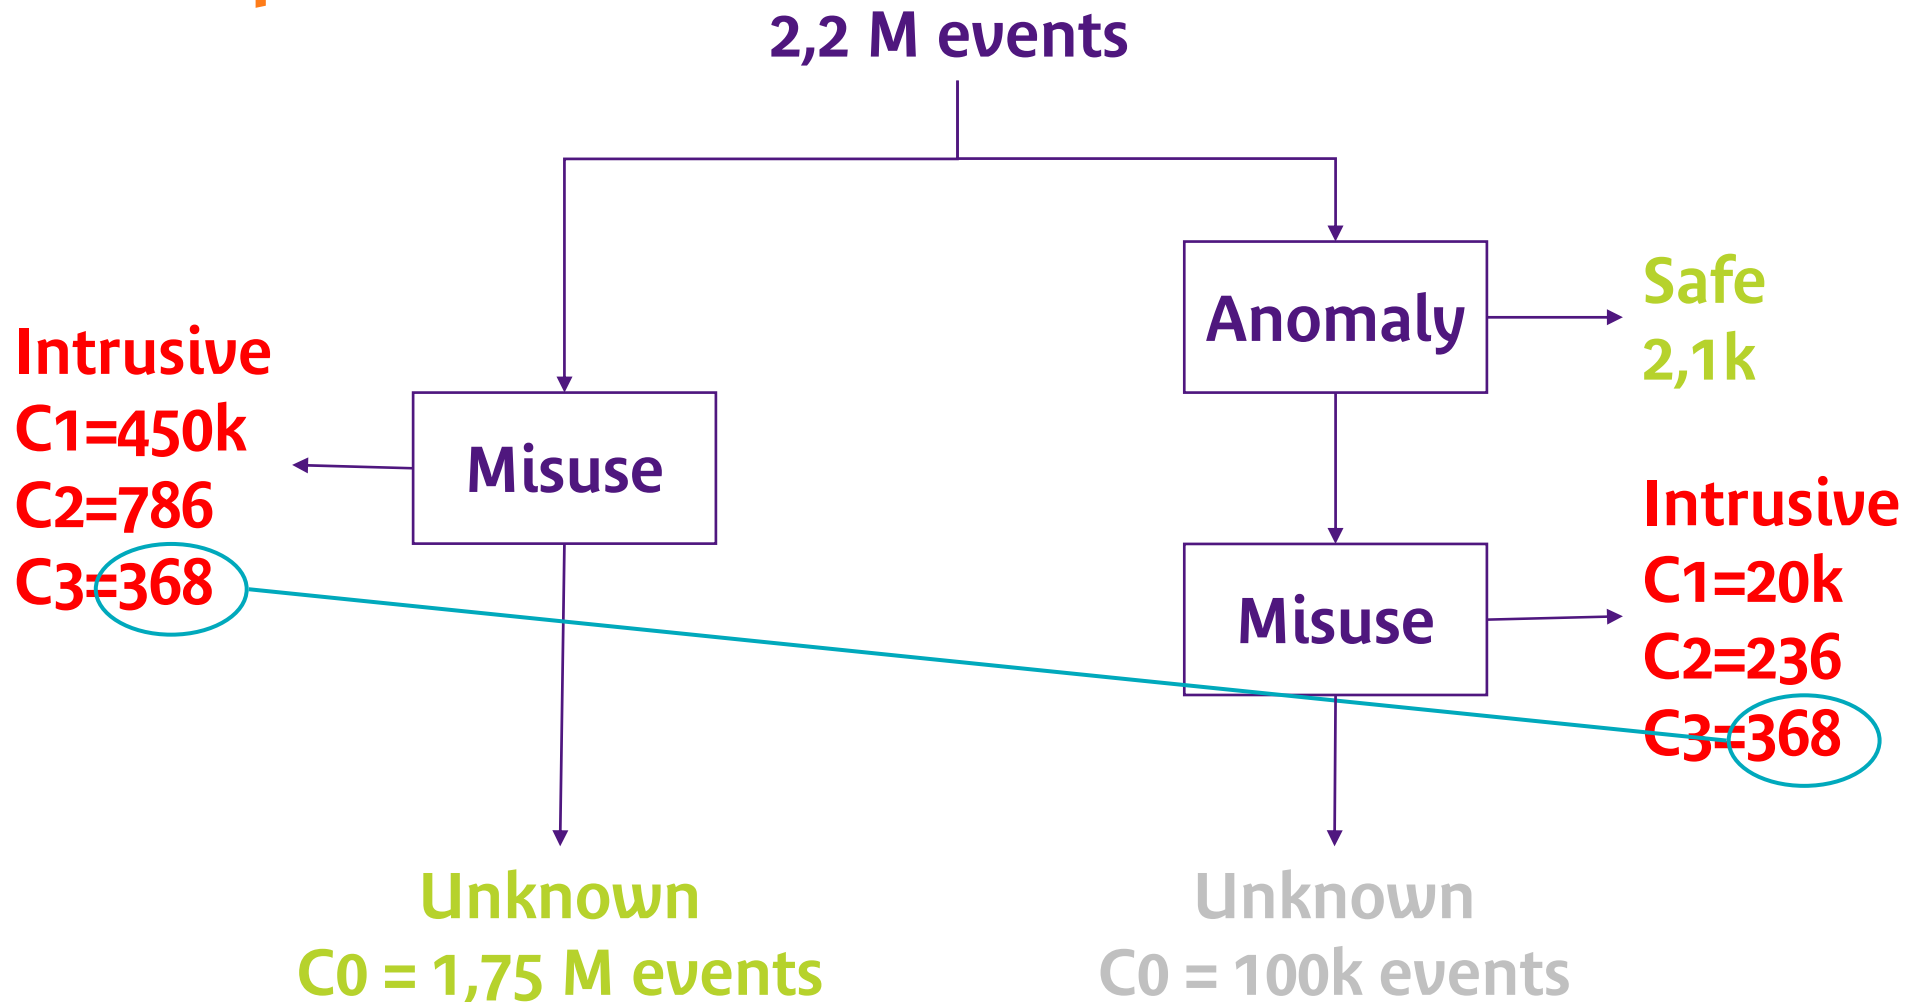 2,2 M events
Anomaly
Safe
2,1k
Intrusive
C1=450k
C2=786
C3=368
Misuse
Intrusive
C1=20k
C2=236
C3=368
Misuse
Unknown
C0 = 1,75 M events
Unknown
C0 = 100k events